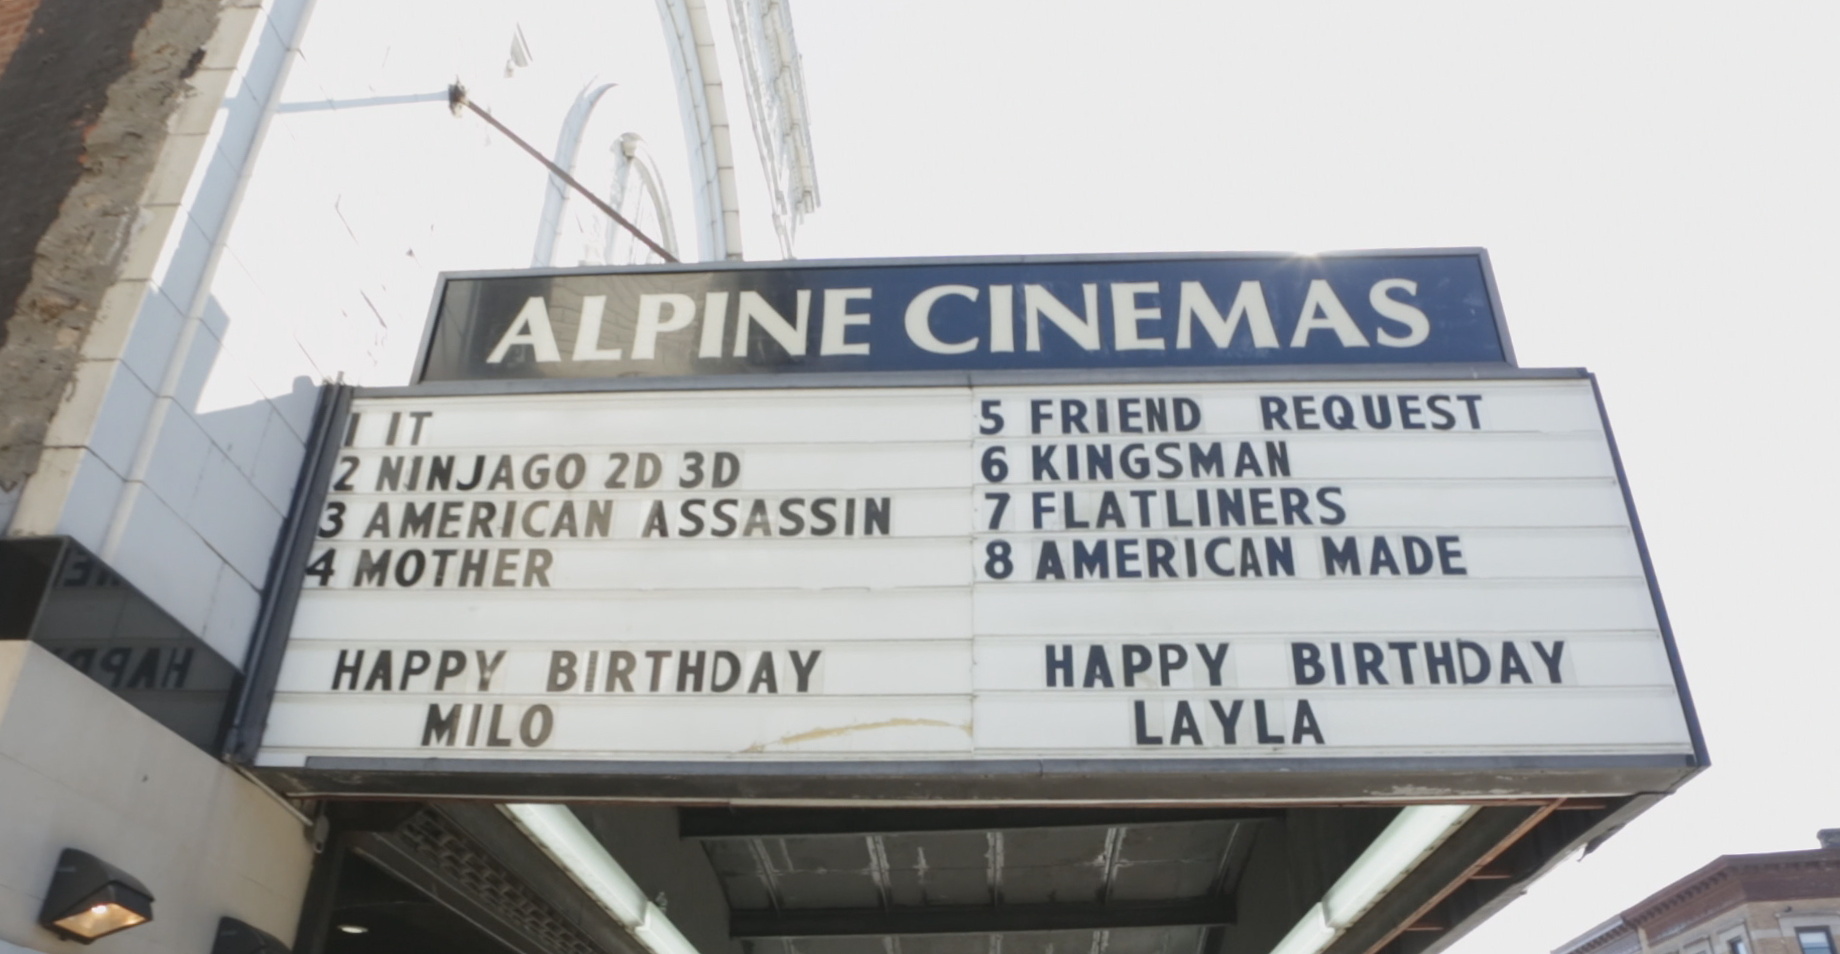 ALPINE CINEMAS
1 IT
2 NINJAGO 2D 3D
3 AMERICAN ASSASSIN
4 MOTHER
HAPPY BIRTHDAY
MILO
5 FRIEND REQUEST
6 KINGSMAN
7 FLATLINERS
8 AMERICAN MADE
HAPPY BIRTHDAY
LAYLA